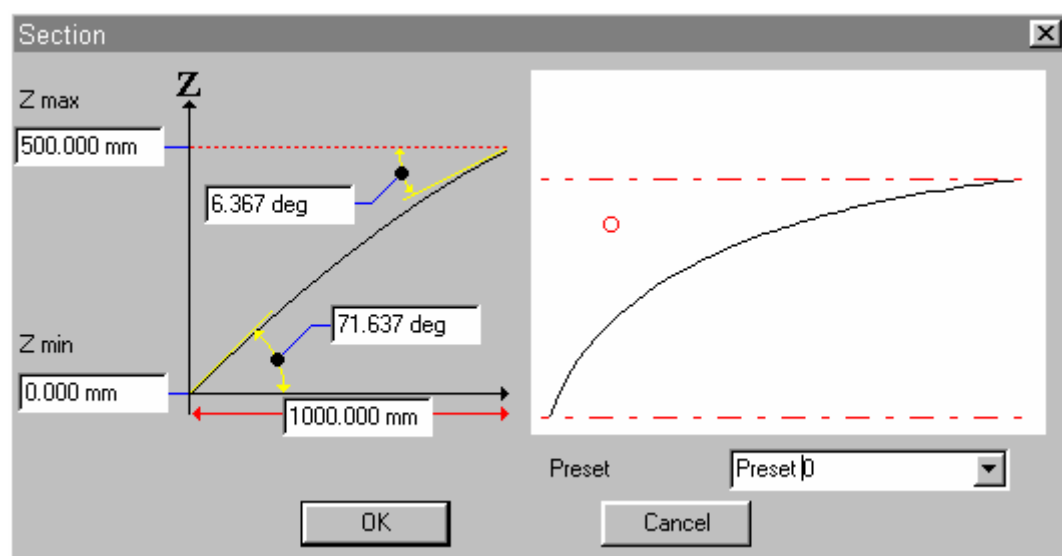 Section
Z
Z max
500.000 mm
6.367 deg
71.637 deg
Z min
0.000 mm
1000.000 mm
Preset
Preset 0
OK
Cancel